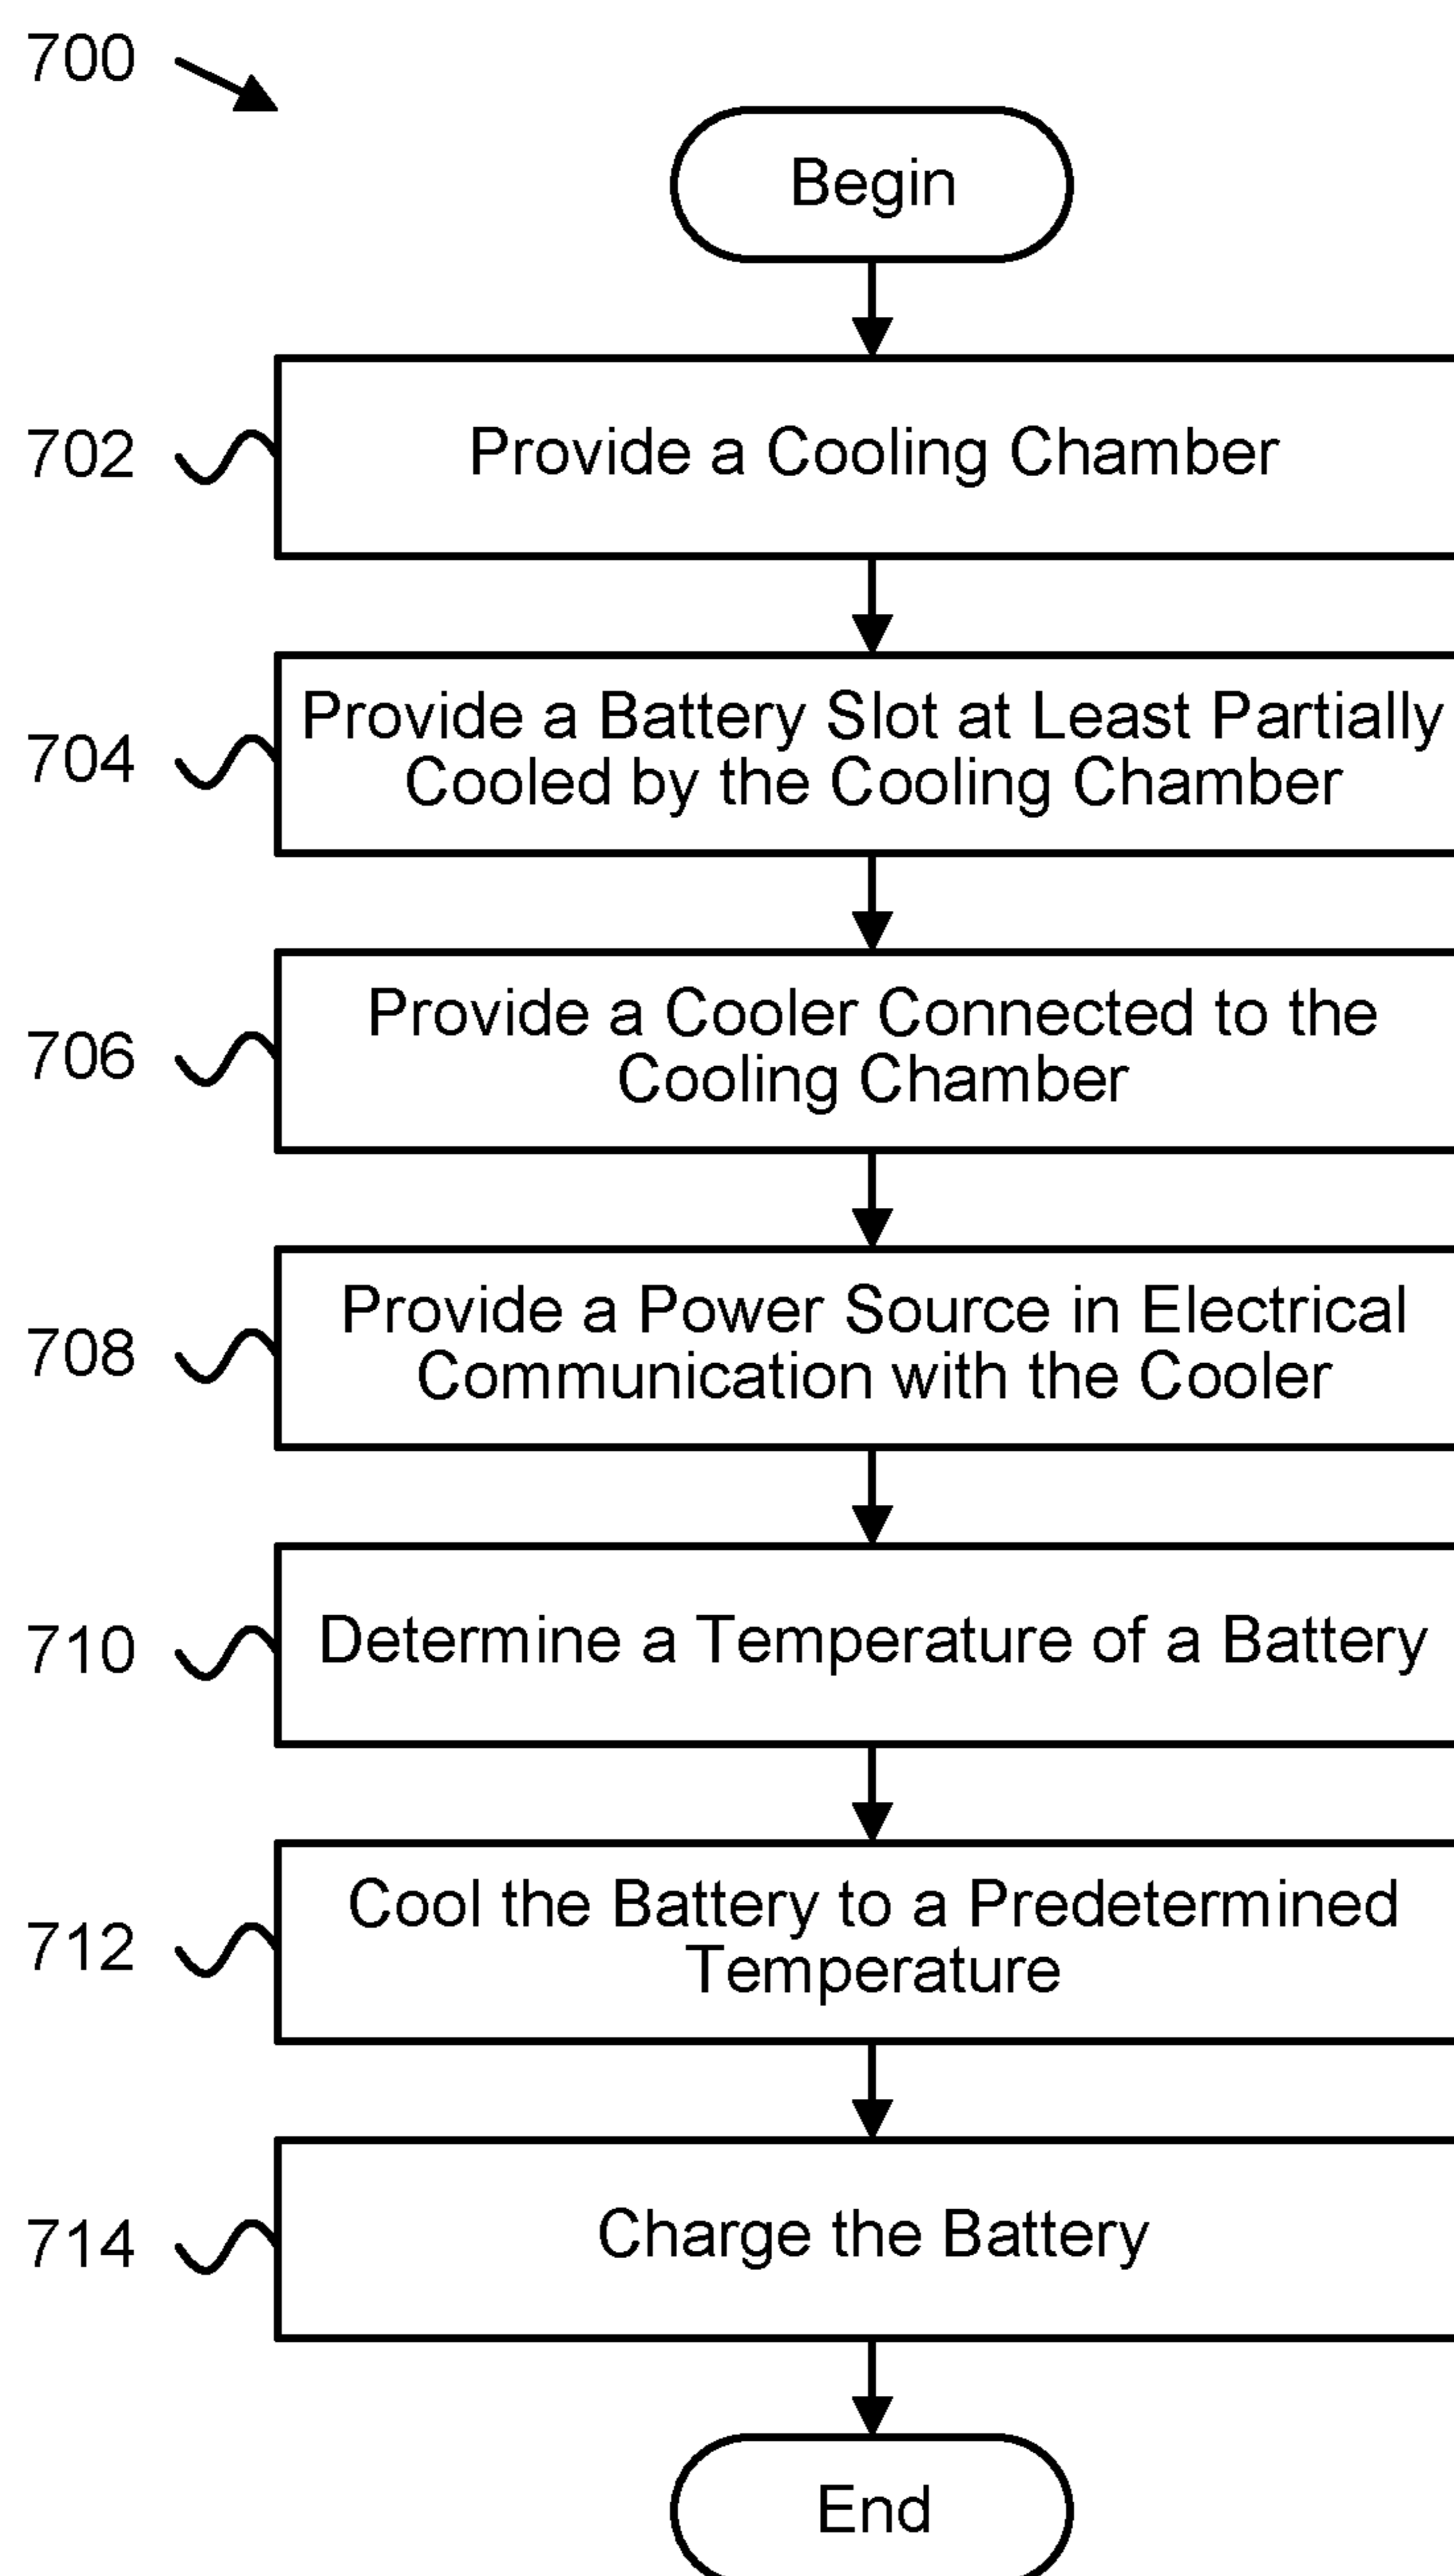 700
Begin
702
Provide a Cooling Chamber
704
Provide a Battery Slot at Least Partially
Cooled by the Cooling Chamber
706
Provide a Cooler Connected to the
Cooling Chamber
708
Provide a Power Source in Electrical
Communication with the Cooler
710
Determine a Temperature of a Battery
712
Cool the Battery to a Predetermined
Temperature
714
Charge the Battery
End